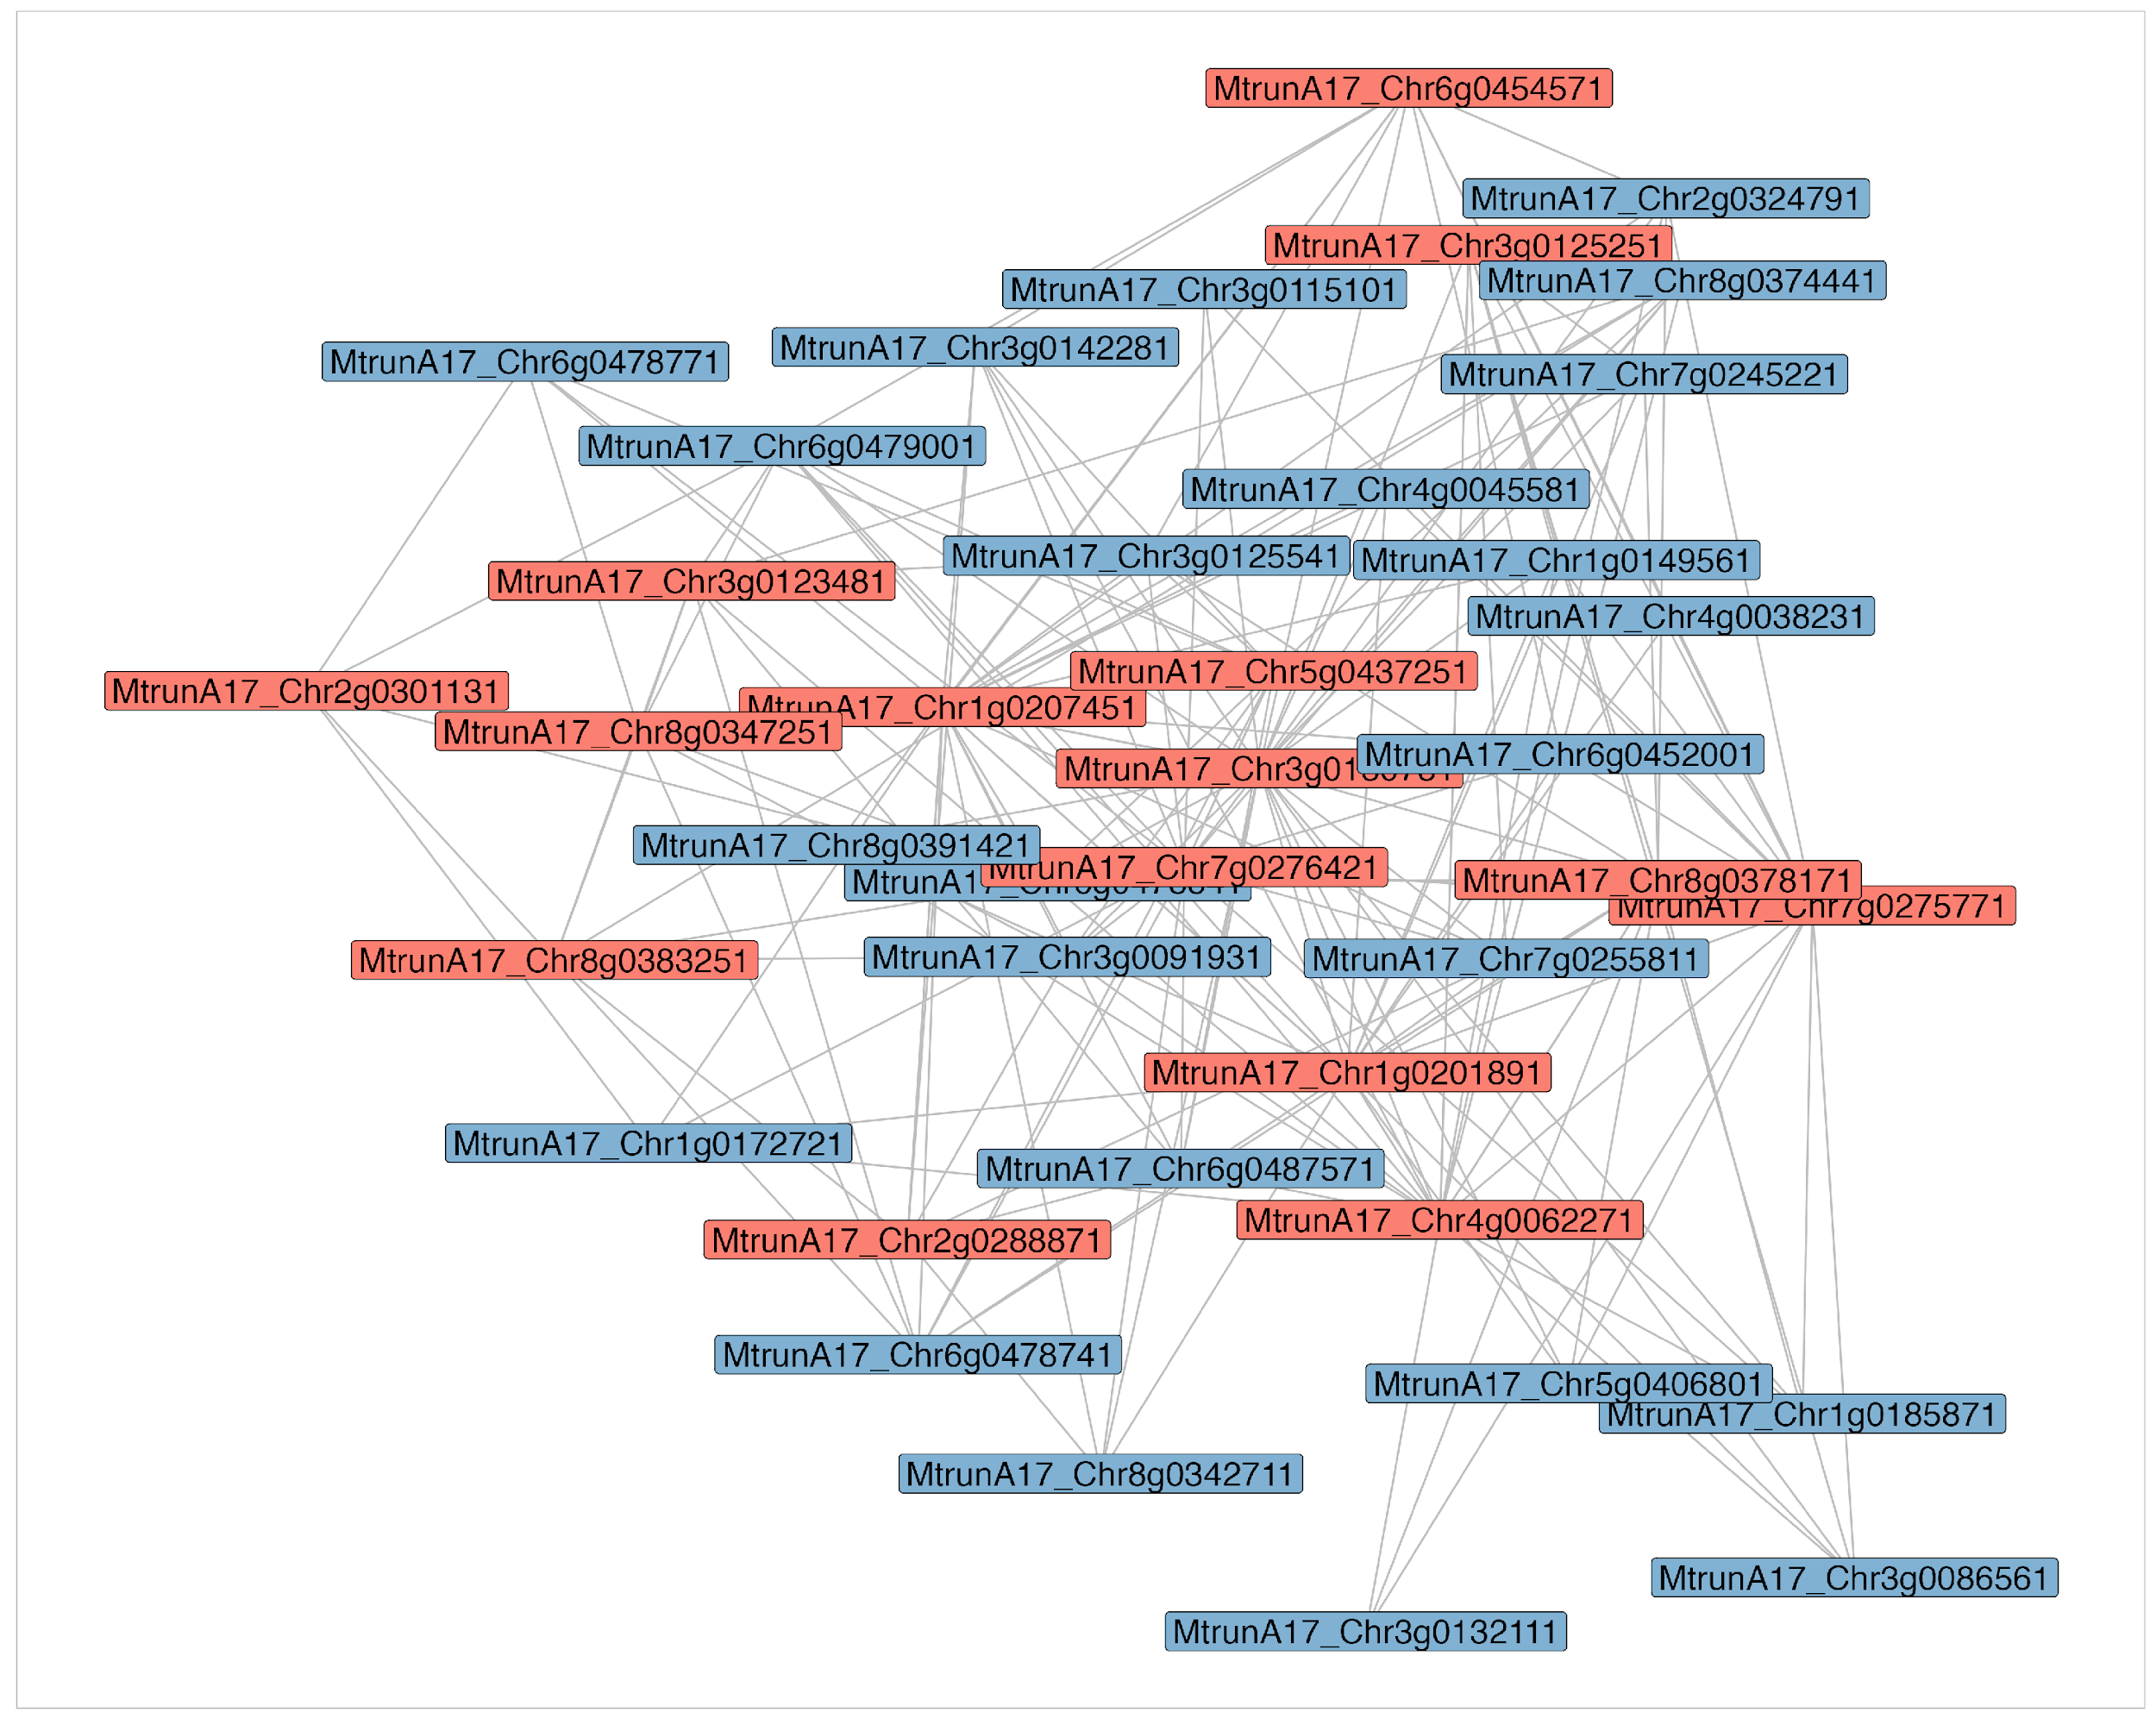 MtrunA17_Chr6g0454571
MtrunA17_Chr2g0324791
MtrunA17_Chr3g0125251
MtrunA17_Chr8g0374441
MtrunA17_Chr3g0115101
MtrunA17_Chr3g0142281
MtrunA17_Chr6g0478771
MtrunA17_Chr7g0245221
MtrunA17_Chr6g0479001
MtrunA17_Chr4g0045581
MtrunA17_Chr3g0125541
MtrunA17_Chr1g0149561
MtrunA17_Chr3g0123481
MtrunA17_Chr4g0038231
MtrunA17_Chr5g0437251
MtrunA17_Chr2g0301131
MtrunA17_Chr1g0207451
MtrunA17_Chr8g0347251
MtrunA17_Chr6g0452001
MtrunA17_Chr8g0391421
MtrunA17_Chr7g0276421
MtrunA17_Chr8g0378171
MtrunA17_Chr7g0275771
MtrunA17_Chr3g0091931
MtrunA17_Chr7g0255811
MtrunA17_Chr8g0383251
MtrunA17_Chr1g0201891
MtrunA17_Chr1g0172721
MtrunA17_Chr6g0487571
MtrunA17_Chr4g0062271
MtrunA17_Chr2g0288871
MtrunA17_Chr6g0478741
MtrunA17_Chr5g0406801
MtrunA17_Chr1g0185871
MtrunA17_Chr8g0342711
MtrunA17_Chr3g0086561
MtrunA17_Chr3g0132111